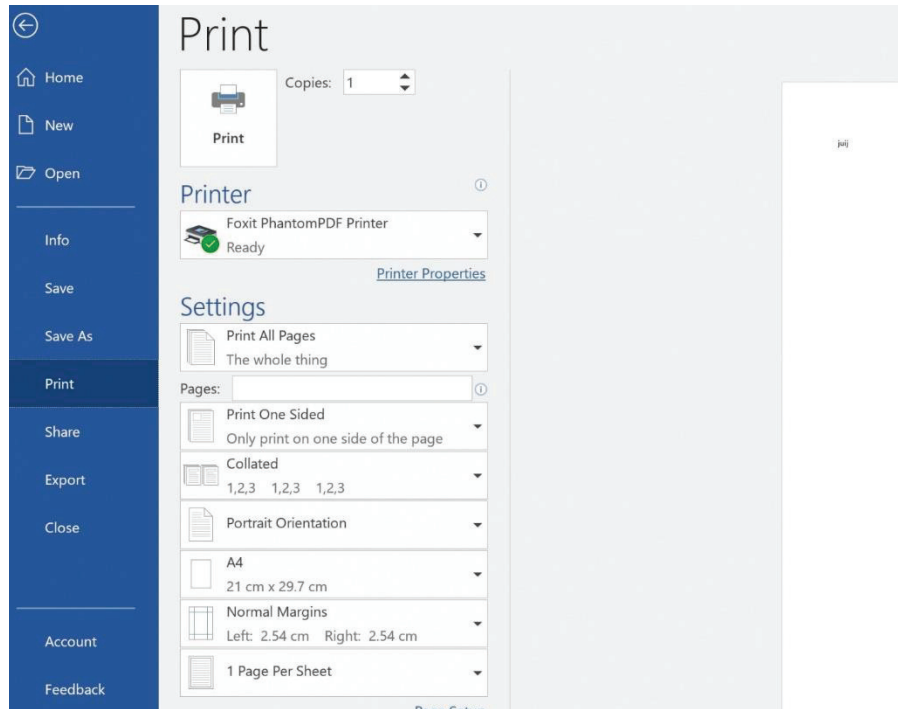 Print
Home
New
Open
Info
Save
Save As
Print
Share
Export
Close
Account
Feedback
Copies: 1
Print
Printer
Foxit PhantomPDF Printer
Ready
Printer Properties
Settings
Print All Pages
The whole thing
Pages:
Print One Sided
Only print on one side of the page
Collated
1,2,3 1,2,3 1,2,3
Portrait Orientation
A4
21 cm x 29.7 cm
Normal Margins
Left: 2.54 cm Right: 2.54 cm
1 Page Per Sheet
Page Setup
juij